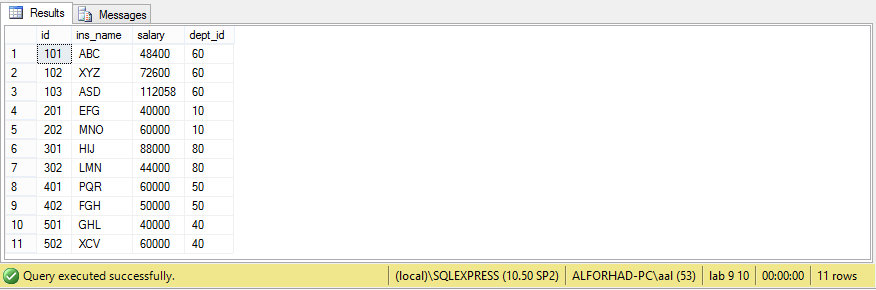 Results Messages
id ins_name salary dept_id
1 101 ABC 48400 60
2 102 XYZ 72600 60
3 103 ASD 112058 60
4 201 EFG 40000 10
5 202 MNO 60000 10
6 301 HIJ 88000 80
7 302 LMN 44000 80
8 401 PQR 60000 50
9 402 FGH 50000 50
10 501 GHL 40000 40
11 502 XCV 60000 40
Query executed successfully. (local)\SQLEXPRESS (10.50 SP2) ALFORHAD-PC\aal (53) lab 9 10 00:00:00 11 rows